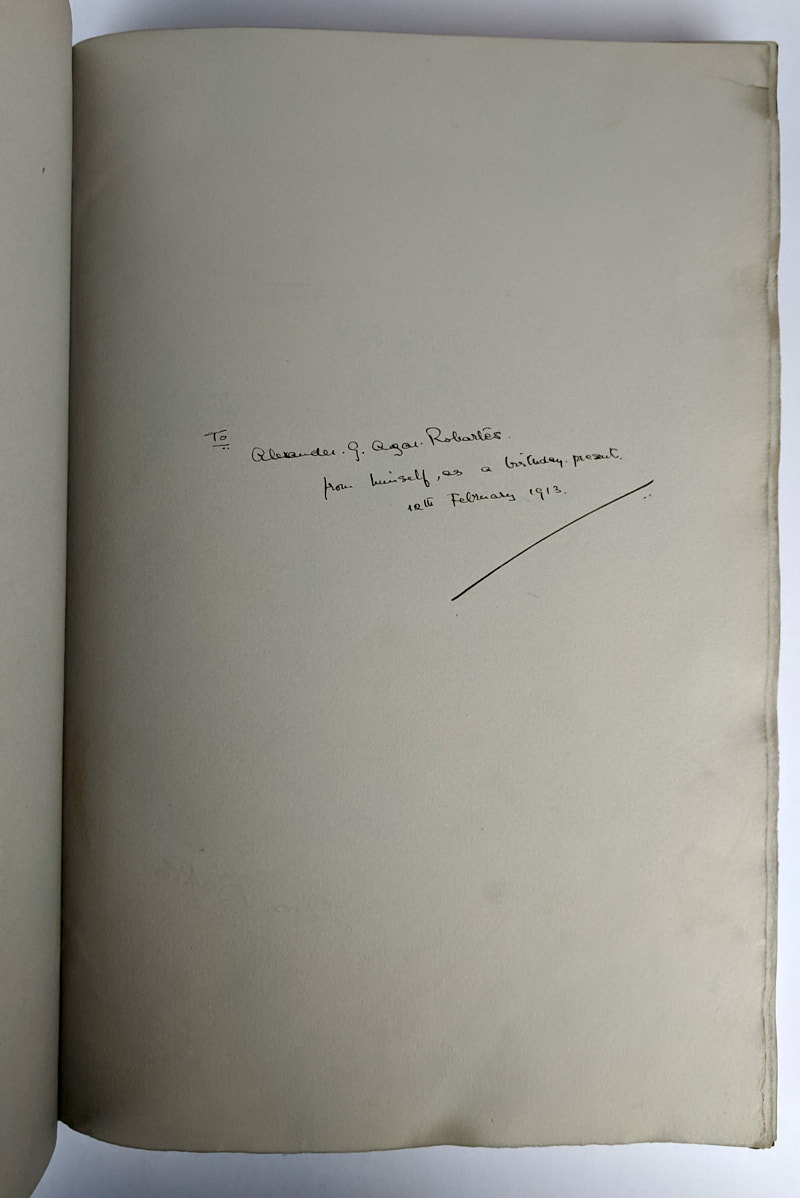 To
Alexander. G. Agar. Robartes.
from himself, as a birthday. present.
12th February 1913.